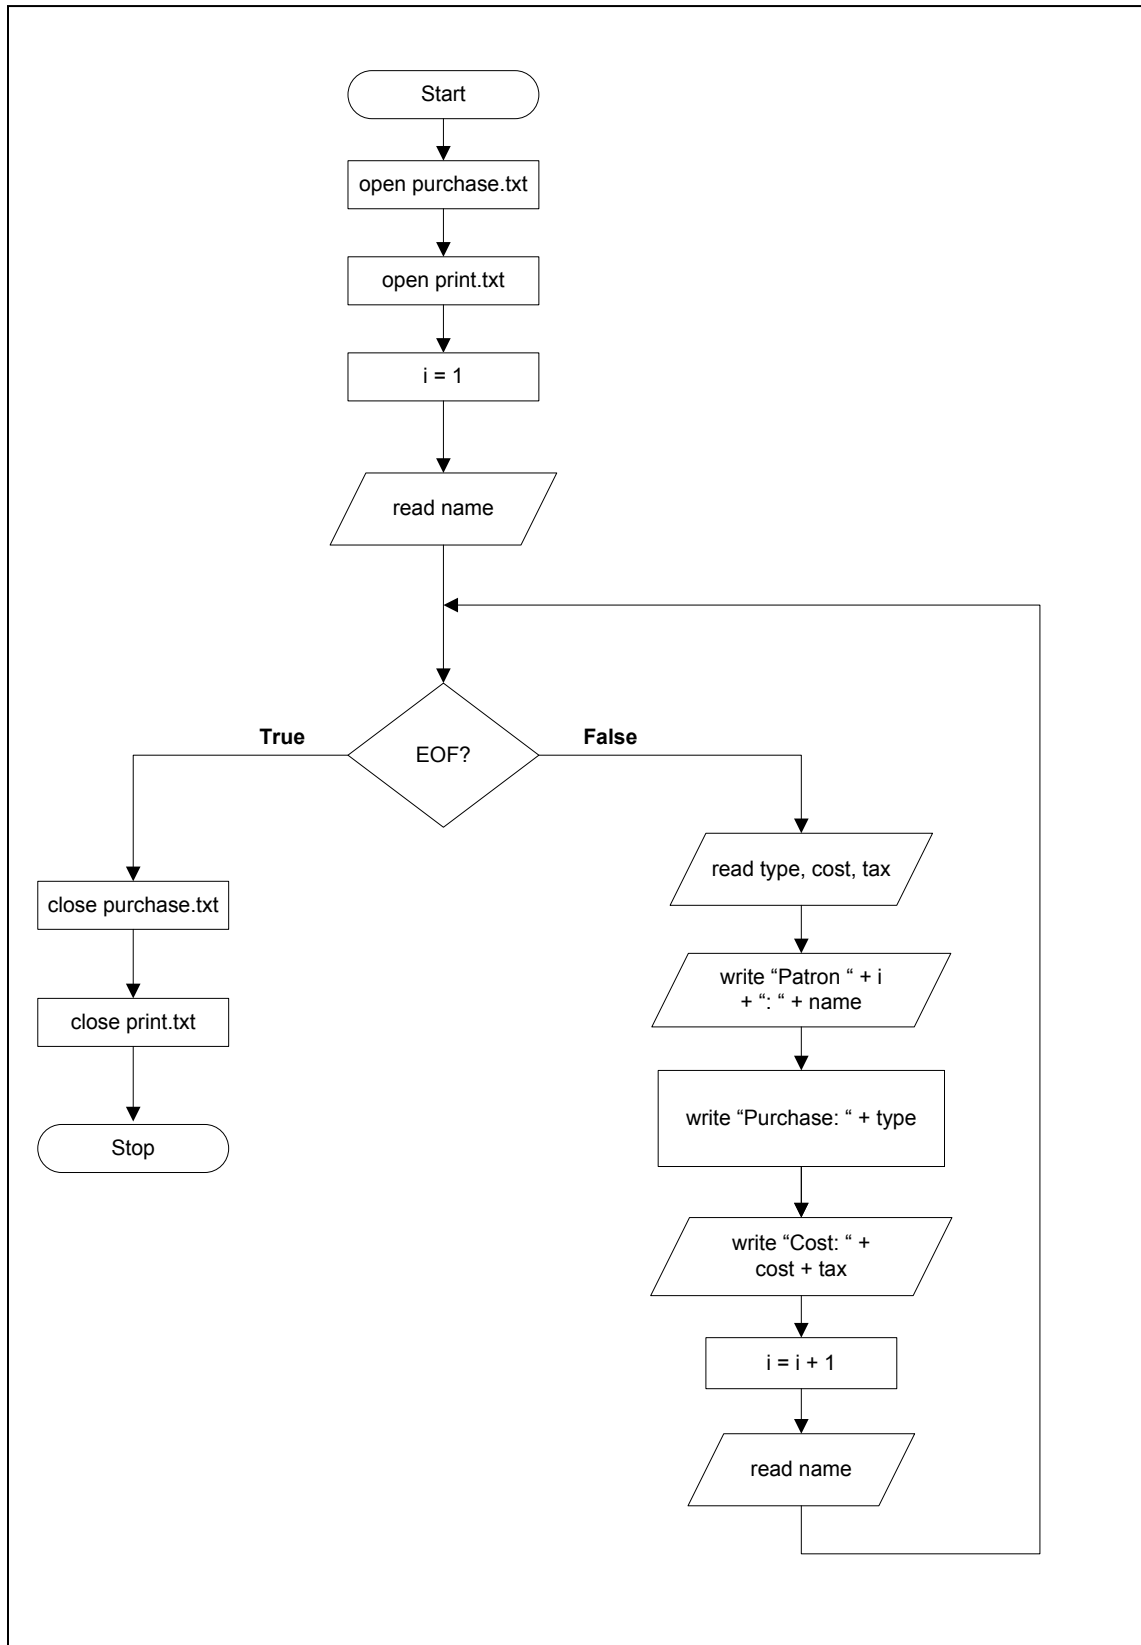 Start
open purchase.txt
open print.txt
i = 1
read name
True
False
EOF?
read type, cost, tax
close purchase.txt
write “Patron “ + i
+ “: “ + name
close print.txt
write “Purchase: “ + type
Stop
write “Cost: “ +
cost + tax
i = i + 1
read name